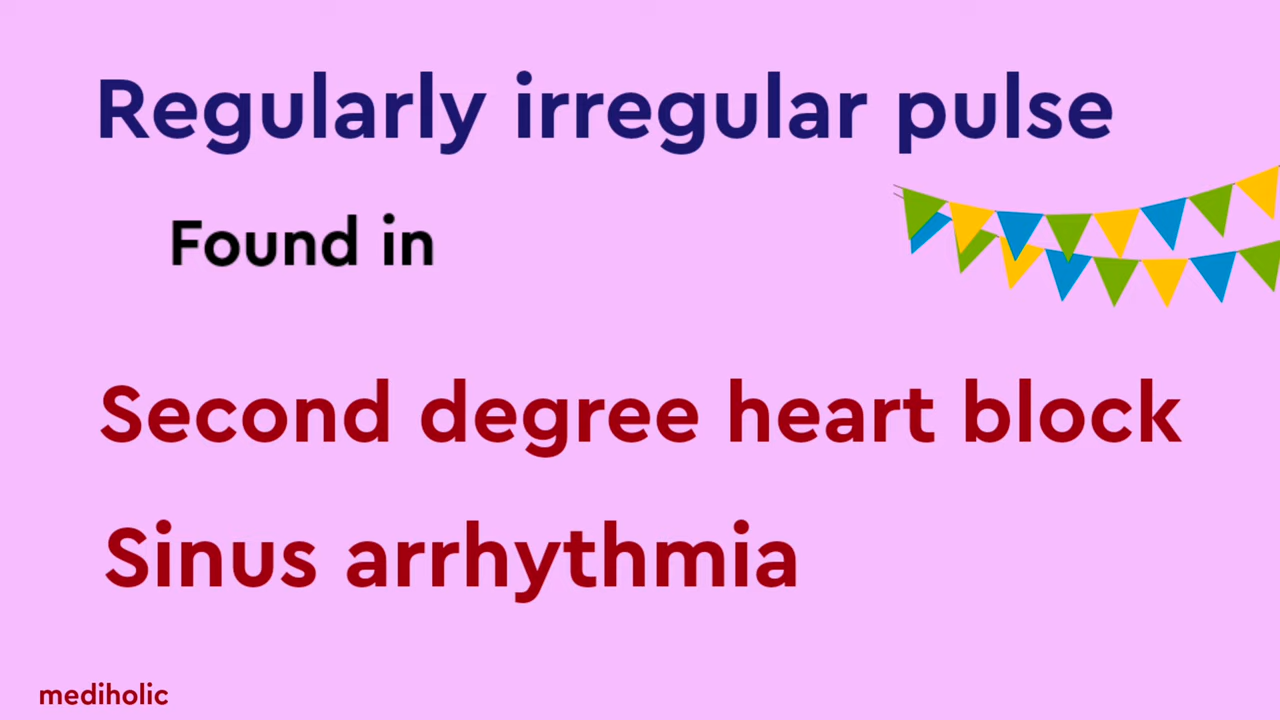 Regularly irregular pulse
Found in
Second degree heart block
Sinus arrhythmia
mediholic